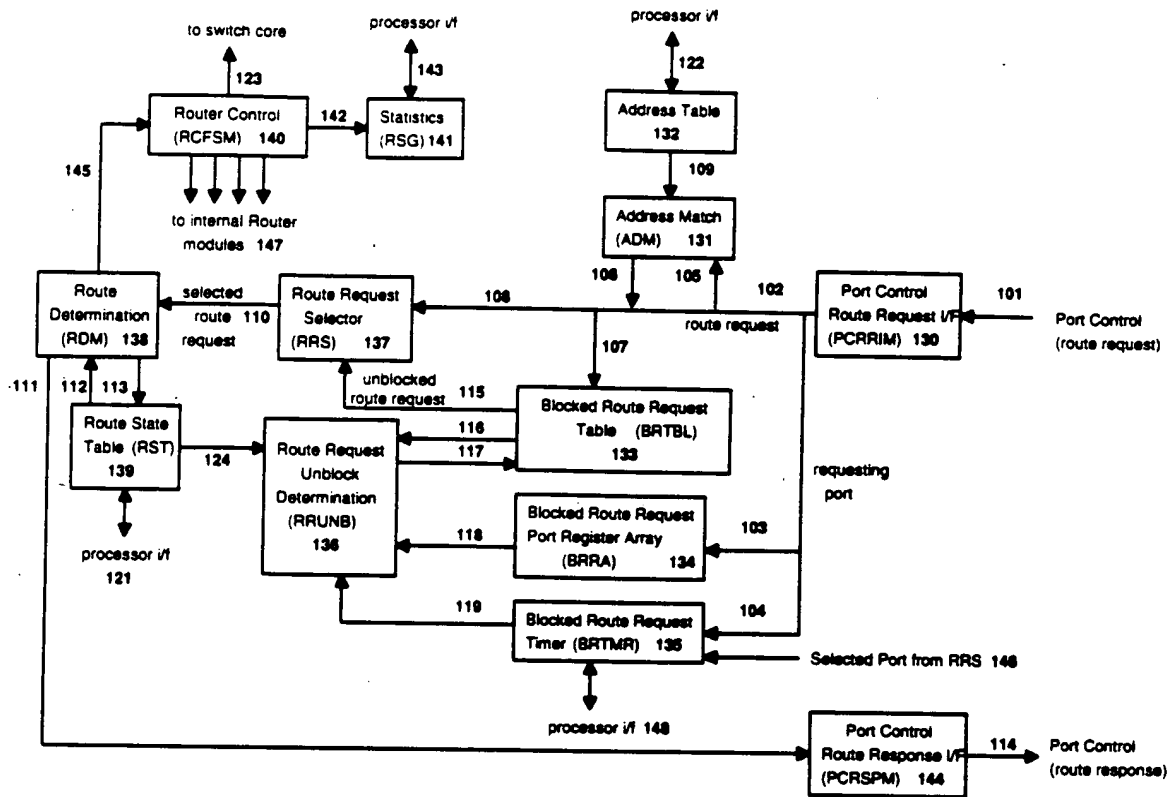 to switch core
processor i/f
processor i/f
123
143
122
Router Control
(RCFSM) 140
142
Statistics
(RSG) 141
Address Table
132
145
109
to internal Router
modules 147
Address Match
(ADM) 131
106
105
Route
Determination
(RDM) 138
selected
route 110
request
Route Request
Selector
(RRS) 137
108
102
route request
Port Control
Route Request I/F
(PCRRIM) 130
101
Port Control
(route request)
107
111
112
113
unblocked
route request
115
Route State
Table (RST)
139
124
Route Request
Unblock
Determination
(RRUNB)
136
116
117
Blocked Route Request
Table (BRTBL)
133
requesting
port
processor i/f
121
118
Blocked Route Request
Port Register Array
(BRRA) 134
103
119
Blocked Route Request
Timer (BRTMR) 135
104
Selected Port from RRS 146
processor i/f 148
Port Control
Route Response I/F
(PCRSPM) 144
114
Port Control
(route response)